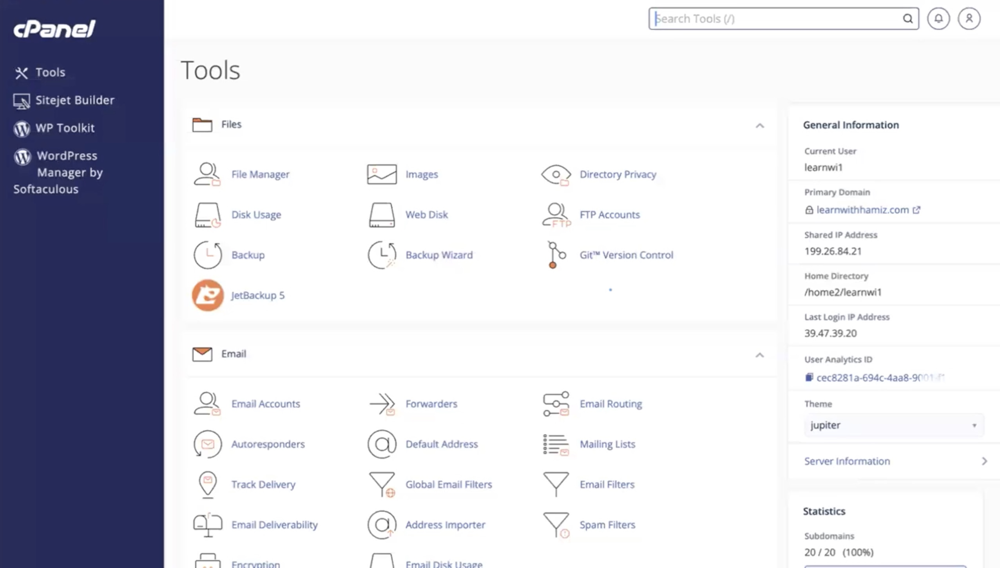 cPanel
Search Tools (/)
Tools
Sitejet Builder
WP Toolkit
WordPress
Manager by
Softaculous
Tools
Files
File Manager
Images
Directory Privacy
Disk Usage
Web Disk
FTP Accounts
FTP
Backup
Backup Wizard
Git™ Version Control
JetBackup 5
Email
Email Accounts
Forwarders
Email Routing
Autoresponders
Default Address
Mailing Lists
Track Delivery
Global Email Filters
Email Filters
Email Deliverability
Address Importer
Spam Filters
Encryption
Email Disk Usage
General Information
Current User
learnwi1
Primary Domain
learnwithhamiz.com
Shared IP Address
199.26.84.21
Home Directory
/home2/learnwi1
Last Login IP Address
39.47.39.20
User Analytics ID
cec8281a-694c-4aa8-9001-f1
Theme
jupiter
Server Information
Statistics
Subdomains
20 / 20 (100%)